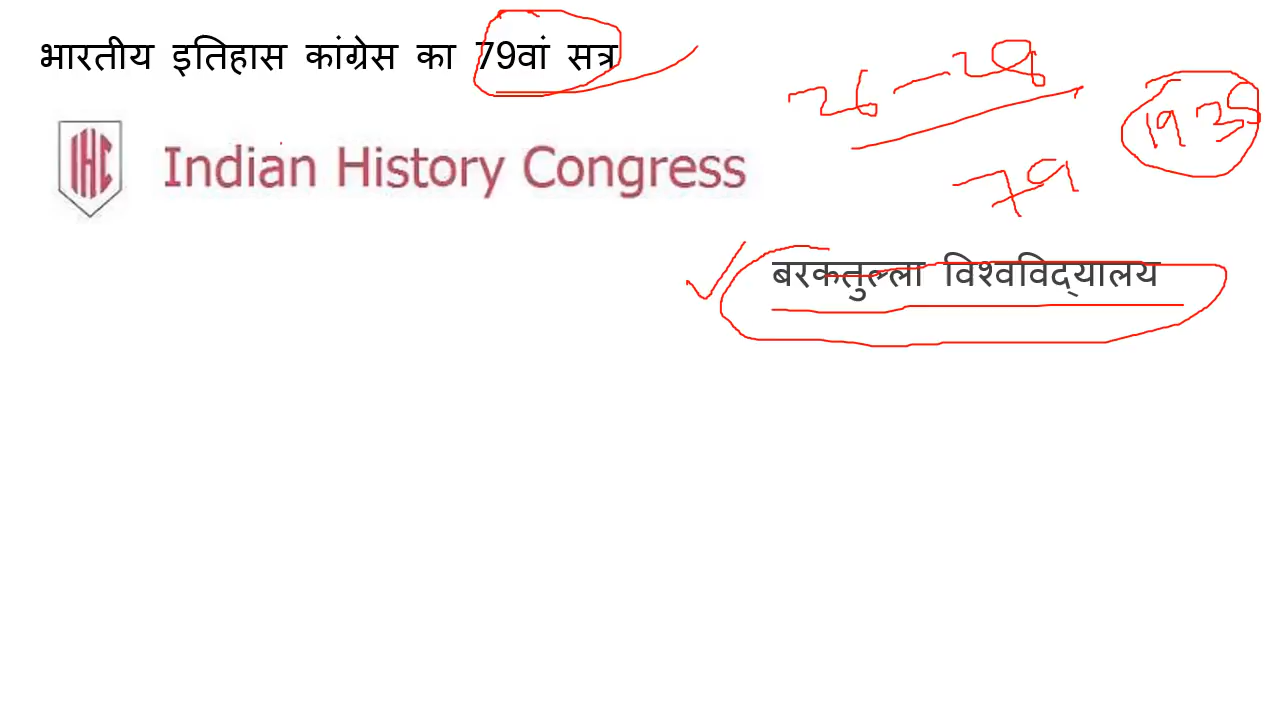 भारतीय इतिहास कांग्रेस का 79वां सत्र
26 - 28
1935
IHC Indian History Congress
79
बरकतुल्ला विश्वविद्यालय